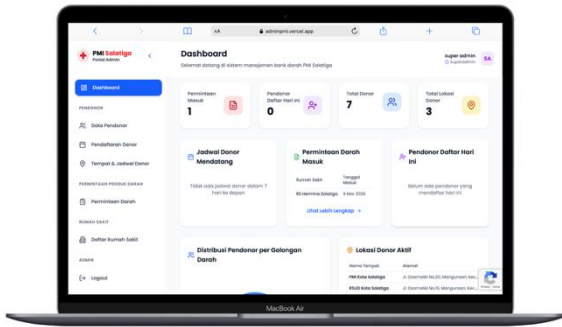 AA
adminpmi.vercel.app
PMI Salatiga
Portal Admin
Dashboard
Selamat datang di sistem manajemen bank darah PMI Salatiga
super admin
Superadmin
SA
Dashboard
PENDONOR
Data Pendonor
Pendaftaran Donor
Tempat & Jadwal Donor
PERMINTAAN PRODUK DARAH
Permintaan Darah
RUMAH SAKIT
Daftar Rumah Sakit
ADMIN
Logout
Permintaan Masuk
1
Pendonor Daftar Hari Ini
0
Total Donor
7
Total Lokasi Donor
3
Jadwal Donor
Mendatang
Tidak ada jadwal donor dalam 7
hari ke depan
Permintaan Darah
Masuk
Rumah Sakit
Tanggal
Masuk
RS Hermina Salatiga
9 Mar 2026
Lihat Lebih Lengkap →
Pendonor Daftar Hari
Ini
Belum ada pendonor yang
mendaftar hari ini
Distribusi Pendonor per Golongan
Darah
Lokasi Donor Aktif
Nama Tempat
Alamat
PMI Kota Salatiga
RSUD Kota Salatiga
MacBook Air